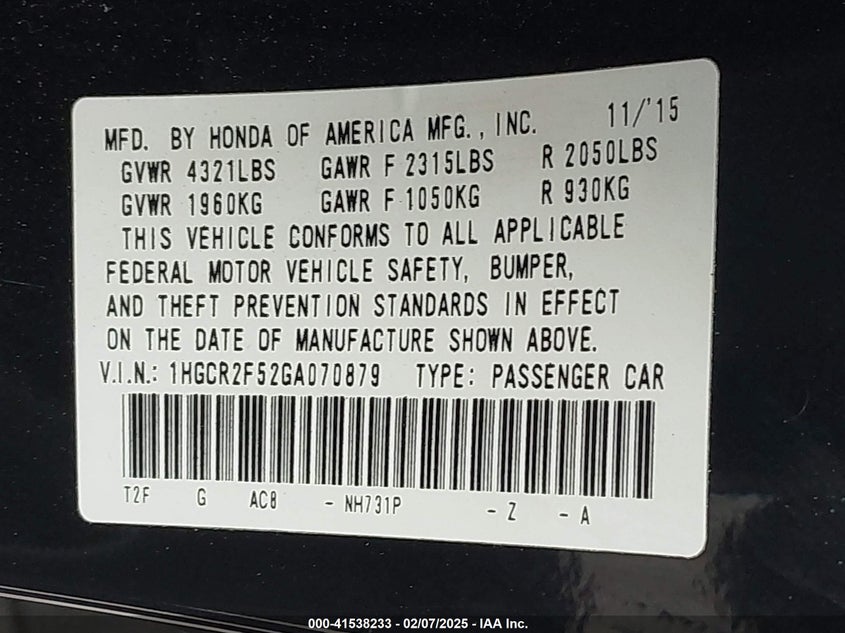 MFD. BY HONDA OF AMERICA MFG., INC. 11/'15
GVWR 4321LBS GAWR F 2315LBS R 2050LBS
GVWR 1960KG GAWR F 1050KG R 930KG
THIS VEHICLE CONFORMS TO ALL APPLICABLE
FEDERAL MOTOR VEHICLE SAFETY, BUMPER,
AND THEFT PREVENTION STANDARDS IN EFFECT
ON THE DATE OF MANUFACTURE SHOWN ABOVE.
V.I.N.: 1HGCR2F52GA070879 TYPE: PASSENGER CAR
T2F G AC8 - NH731P - Z - A
000-41538233 - 02/07/2025 - IAA Inc.